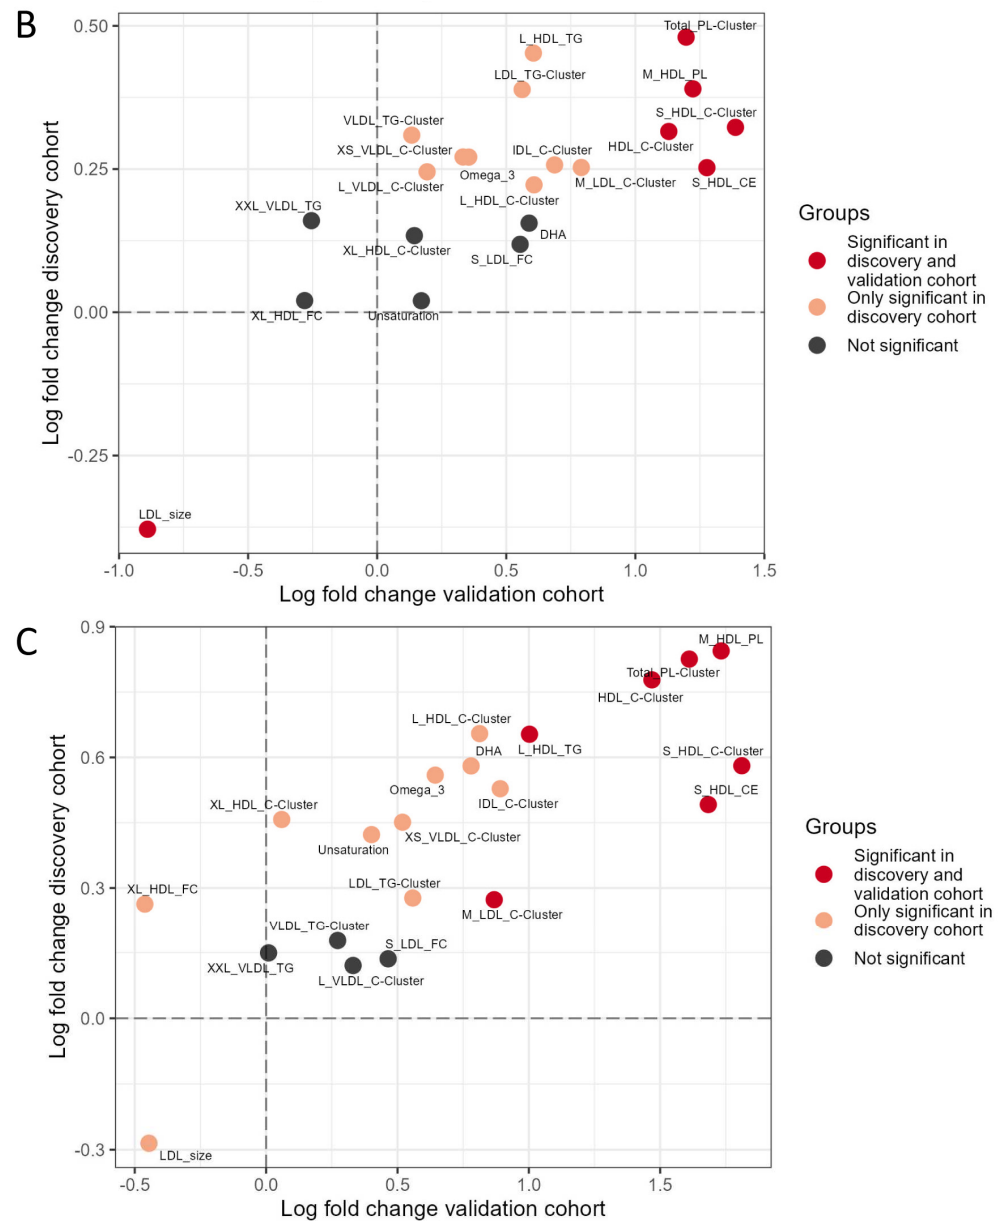 B
0.50
0.25
0.00
-0.25
Log fold change discovery cohort
Total_PL-Cluster
L_HDL_TG
M_HDL_PL
LDL_TG-Cluster
S_HDL_C-Cluster
VLDL_TG-Cluster
HDL_C-Cluster
XS_VLDL_C-Cluster
IDL_C-Cluster
Omega_3
M_LDL_C-Cluster
S_HDL_CE
L_VLDL_C-Cluster
L_HDL_C-Cluster
XXL_VLDL_TG
DHA
XL_HDL_C-Cluster
S_LDL_FC
XL_HDL_FC
Unsaturation
LDL_size
-1.0
-0.5
0.0
0.5
1.0
1.5
Log fold change validation cohort
Groups
Significant in
discovery and
validation cohort
Only significant in
discovery cohort
Not significant
C
0.9
0.6
0.3
0.0
-0.3
Log fold change discovery cohort
M_HDL_PL
Total_PL-Cluster
HDL_C-Cluster
L_HDL_C-Cluster
L_HDL_TG
DHA
S_HDL_C-Cluster
Omega_3
S_HDL_CE
IDL_C-Cluster
XL_HDL_C-Cluster
XS_VLDL_C-Cluster
Unsaturation
LDL_TG-Cluster
XL_HDL_FC
M_LDL_C-Cluster
VLDL_TG-Cluster
S_LDL_FC
XXL_VLDL_TG
L_VLDL_C-Cluster
LDL_size
-0.5
0.0
0.5
1.0
1.5
Log fold change validation cohort
Groups
Significant in
discovery and
validation cohort
Only significant in
discovery cohort
Not significant